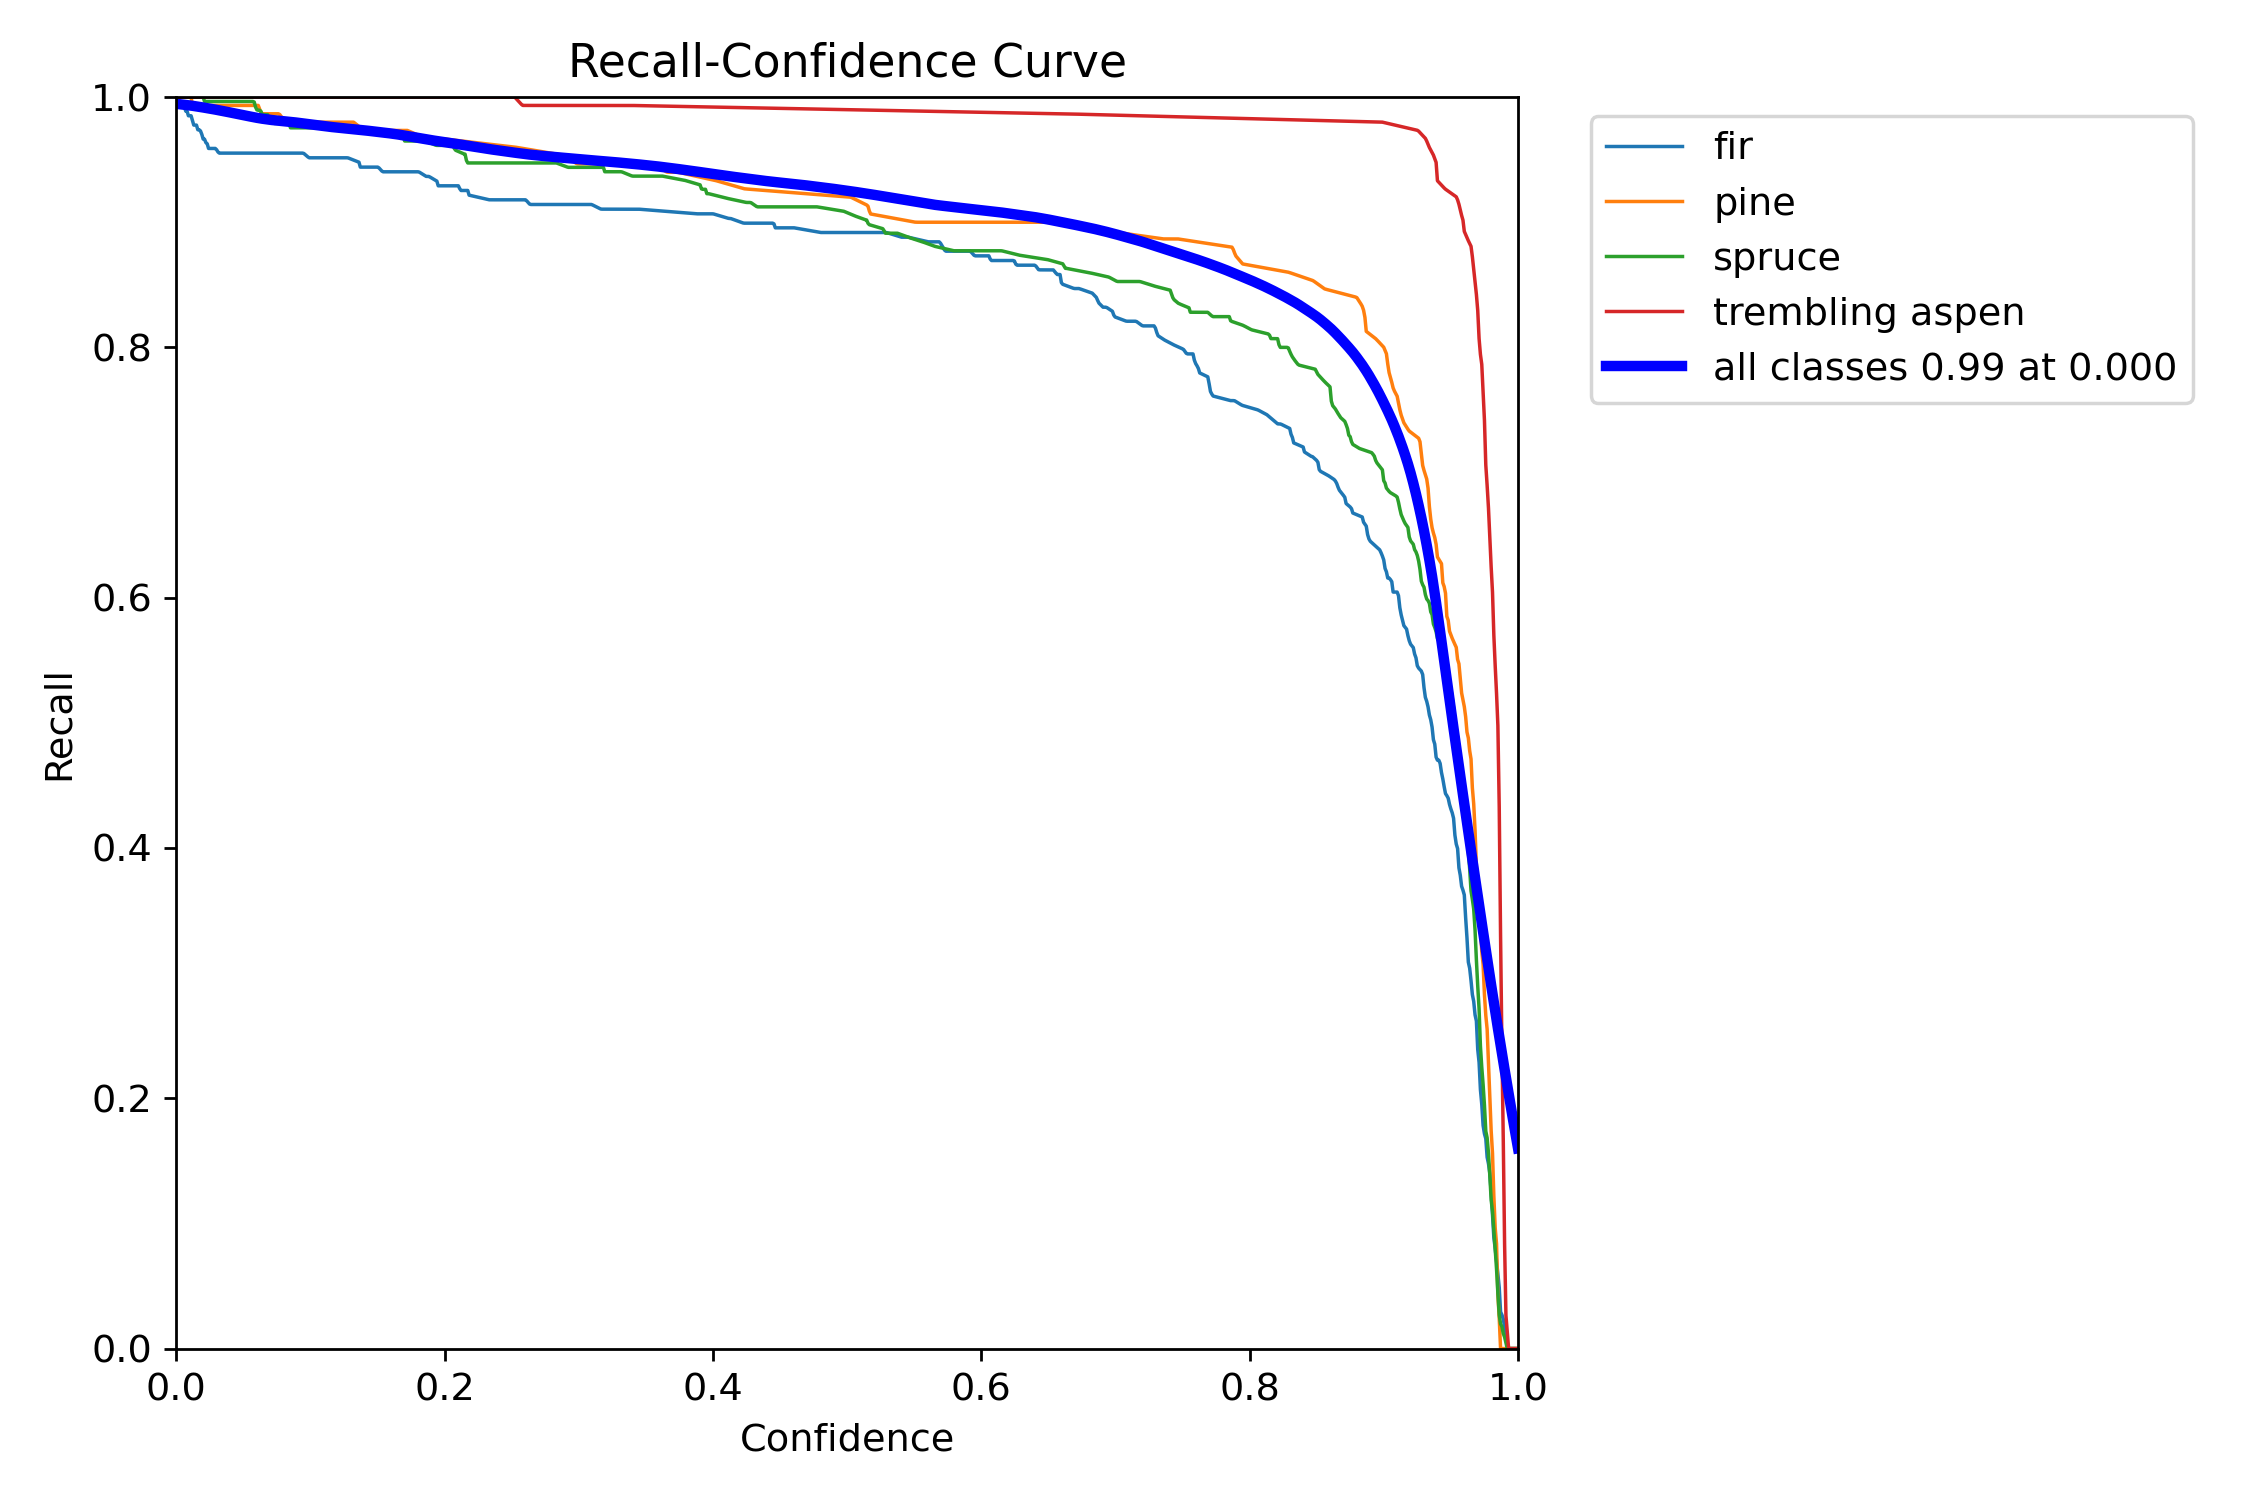 Recall-Confidence Curve
1.0
0.8
0.6
0.4
0.2
0.0
Recall
0.0 0.2 0.4 0.6 0.8 1.0
Confidence
fir
pine
spruce
trembling aspen
all classes 0.99 at 0.000